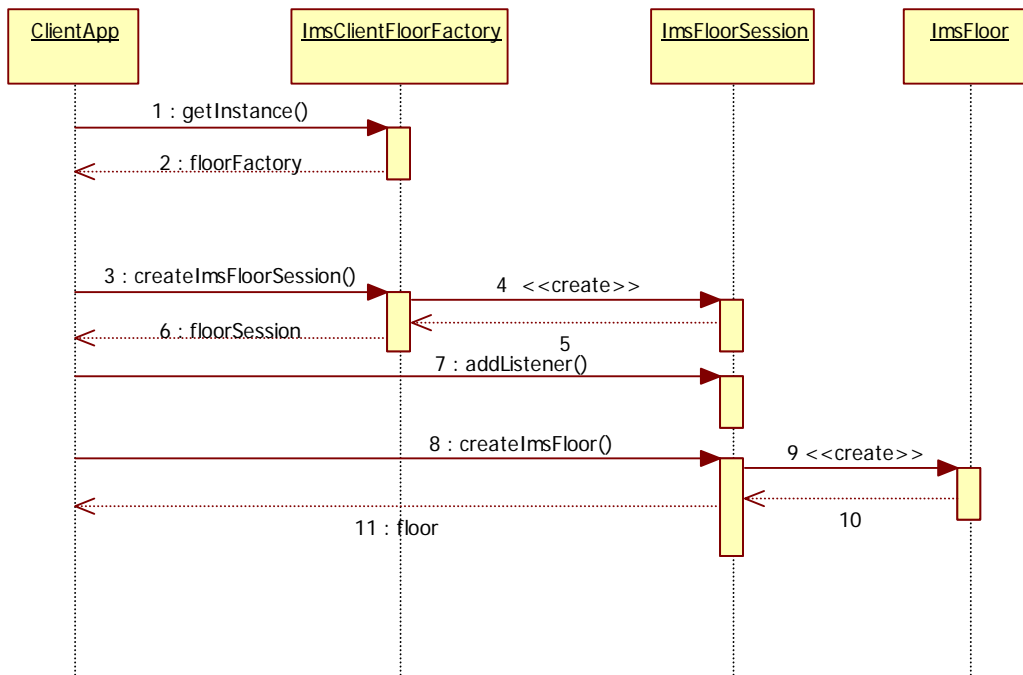 ClientApp
ImsClientFloorFactory
ImsFloorSession
ImsFloor
1 : getInstance()
2 : floorFactory
3 : createImsFloorSession()
4 <<create>>
5
6 : floorSession
7 : addListener()
8 : createImsFloor()
9 <<create>>
10
11 : floor